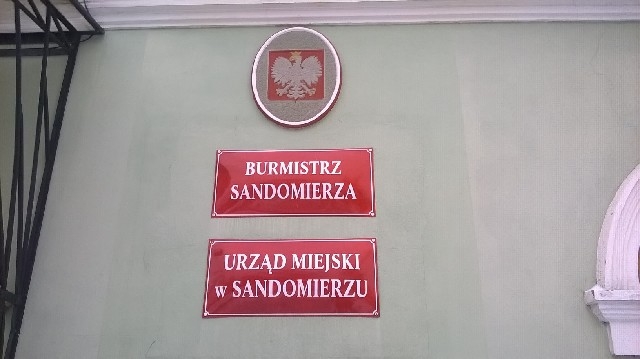 BURMISTRZ
SANDOMIERZA
URZĄD MIEJSKI
w SANDOMIERZU